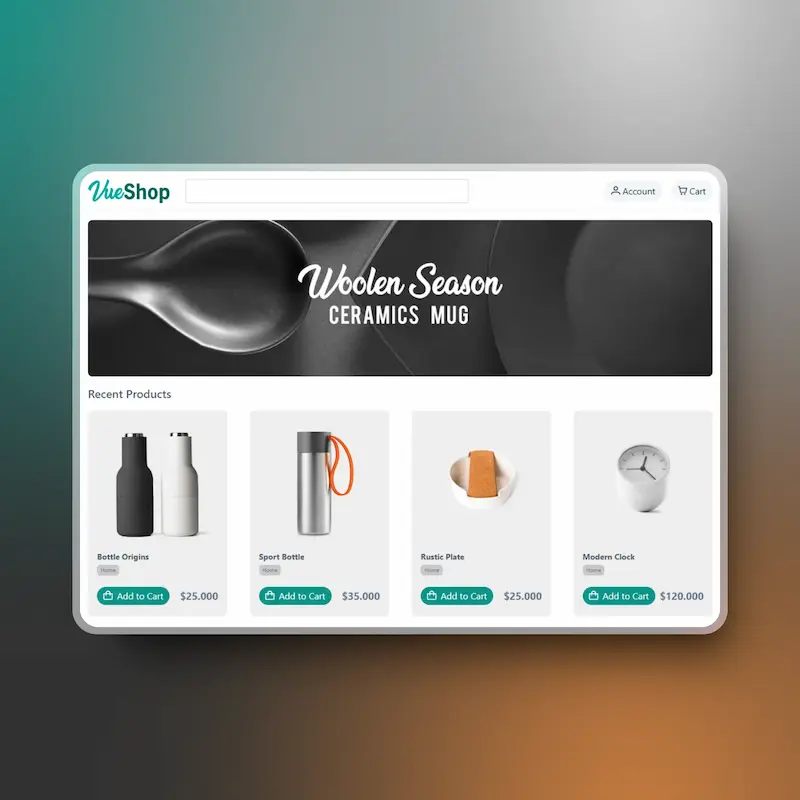 VueShop
Account
Cart
Woolen Season
CERAMICS MUG
Recent Products
Bottle Origins
Home
Add to Cart $25.000
Sport Bottle
Home
Add to Cart $35.000
Rustic Plate
Home
Add to Cart $25.000
Modern Clock
Home
Add to Cart $120.000